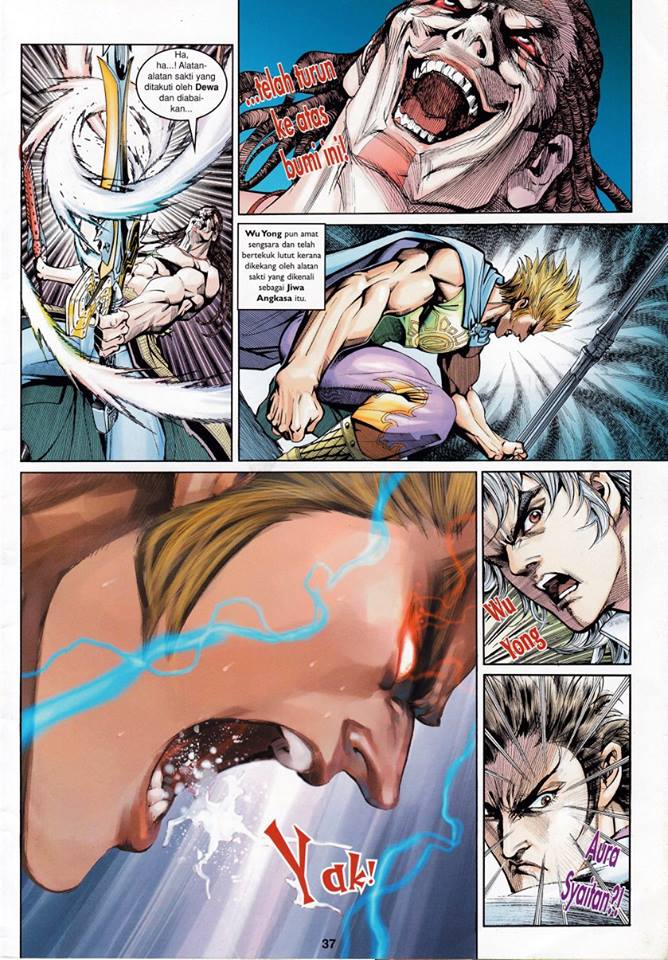 Ha,
ha...! Alatan-
alatan sakti yang
ditakuti oleh Dewa
dan diabai-
kan...
...telah turun
ke atas
bumi ini!
Wu Yong pun amat
sengsara dan telah
bertekuk lutut kerana
dikekang oleh alatan
sakti yang dikenali
sebagai Jiwa
Angkasa itu.
Yak!
Wu
Yong
Aura
Syaitan?!
37